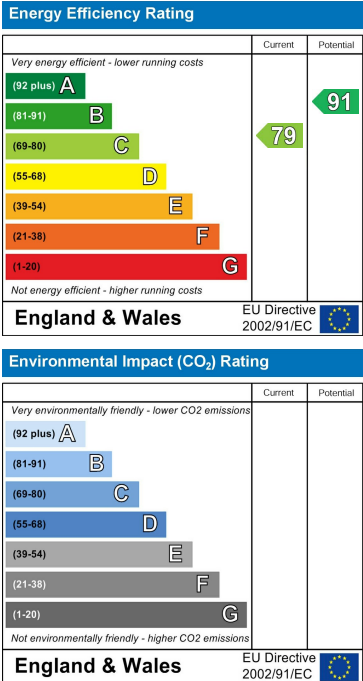 Energy Efficiency Rating
Current Potential
Very energy efficient - lower running costs
(92 plus) A
91
(81-91) B
(69-80) C
79
(55-68) D
(39-54) E
(21-38) F
(1-20) G
Not energy efficient - higher running costs
England & Wales
EU Directive
2002/91/EC
Environmental Impact (CO₂) Rating
Current Potential
Very environmentally friendly - lower CO2 emissions
(92 plus) A
(81-91) B
(69-80) C
(55-68) D
(39-54) E
(21-38) F
(1-20) G
Not environmentally friendly - higher CO2 emissions
England & Wales
EU Directive
2002/91/EC